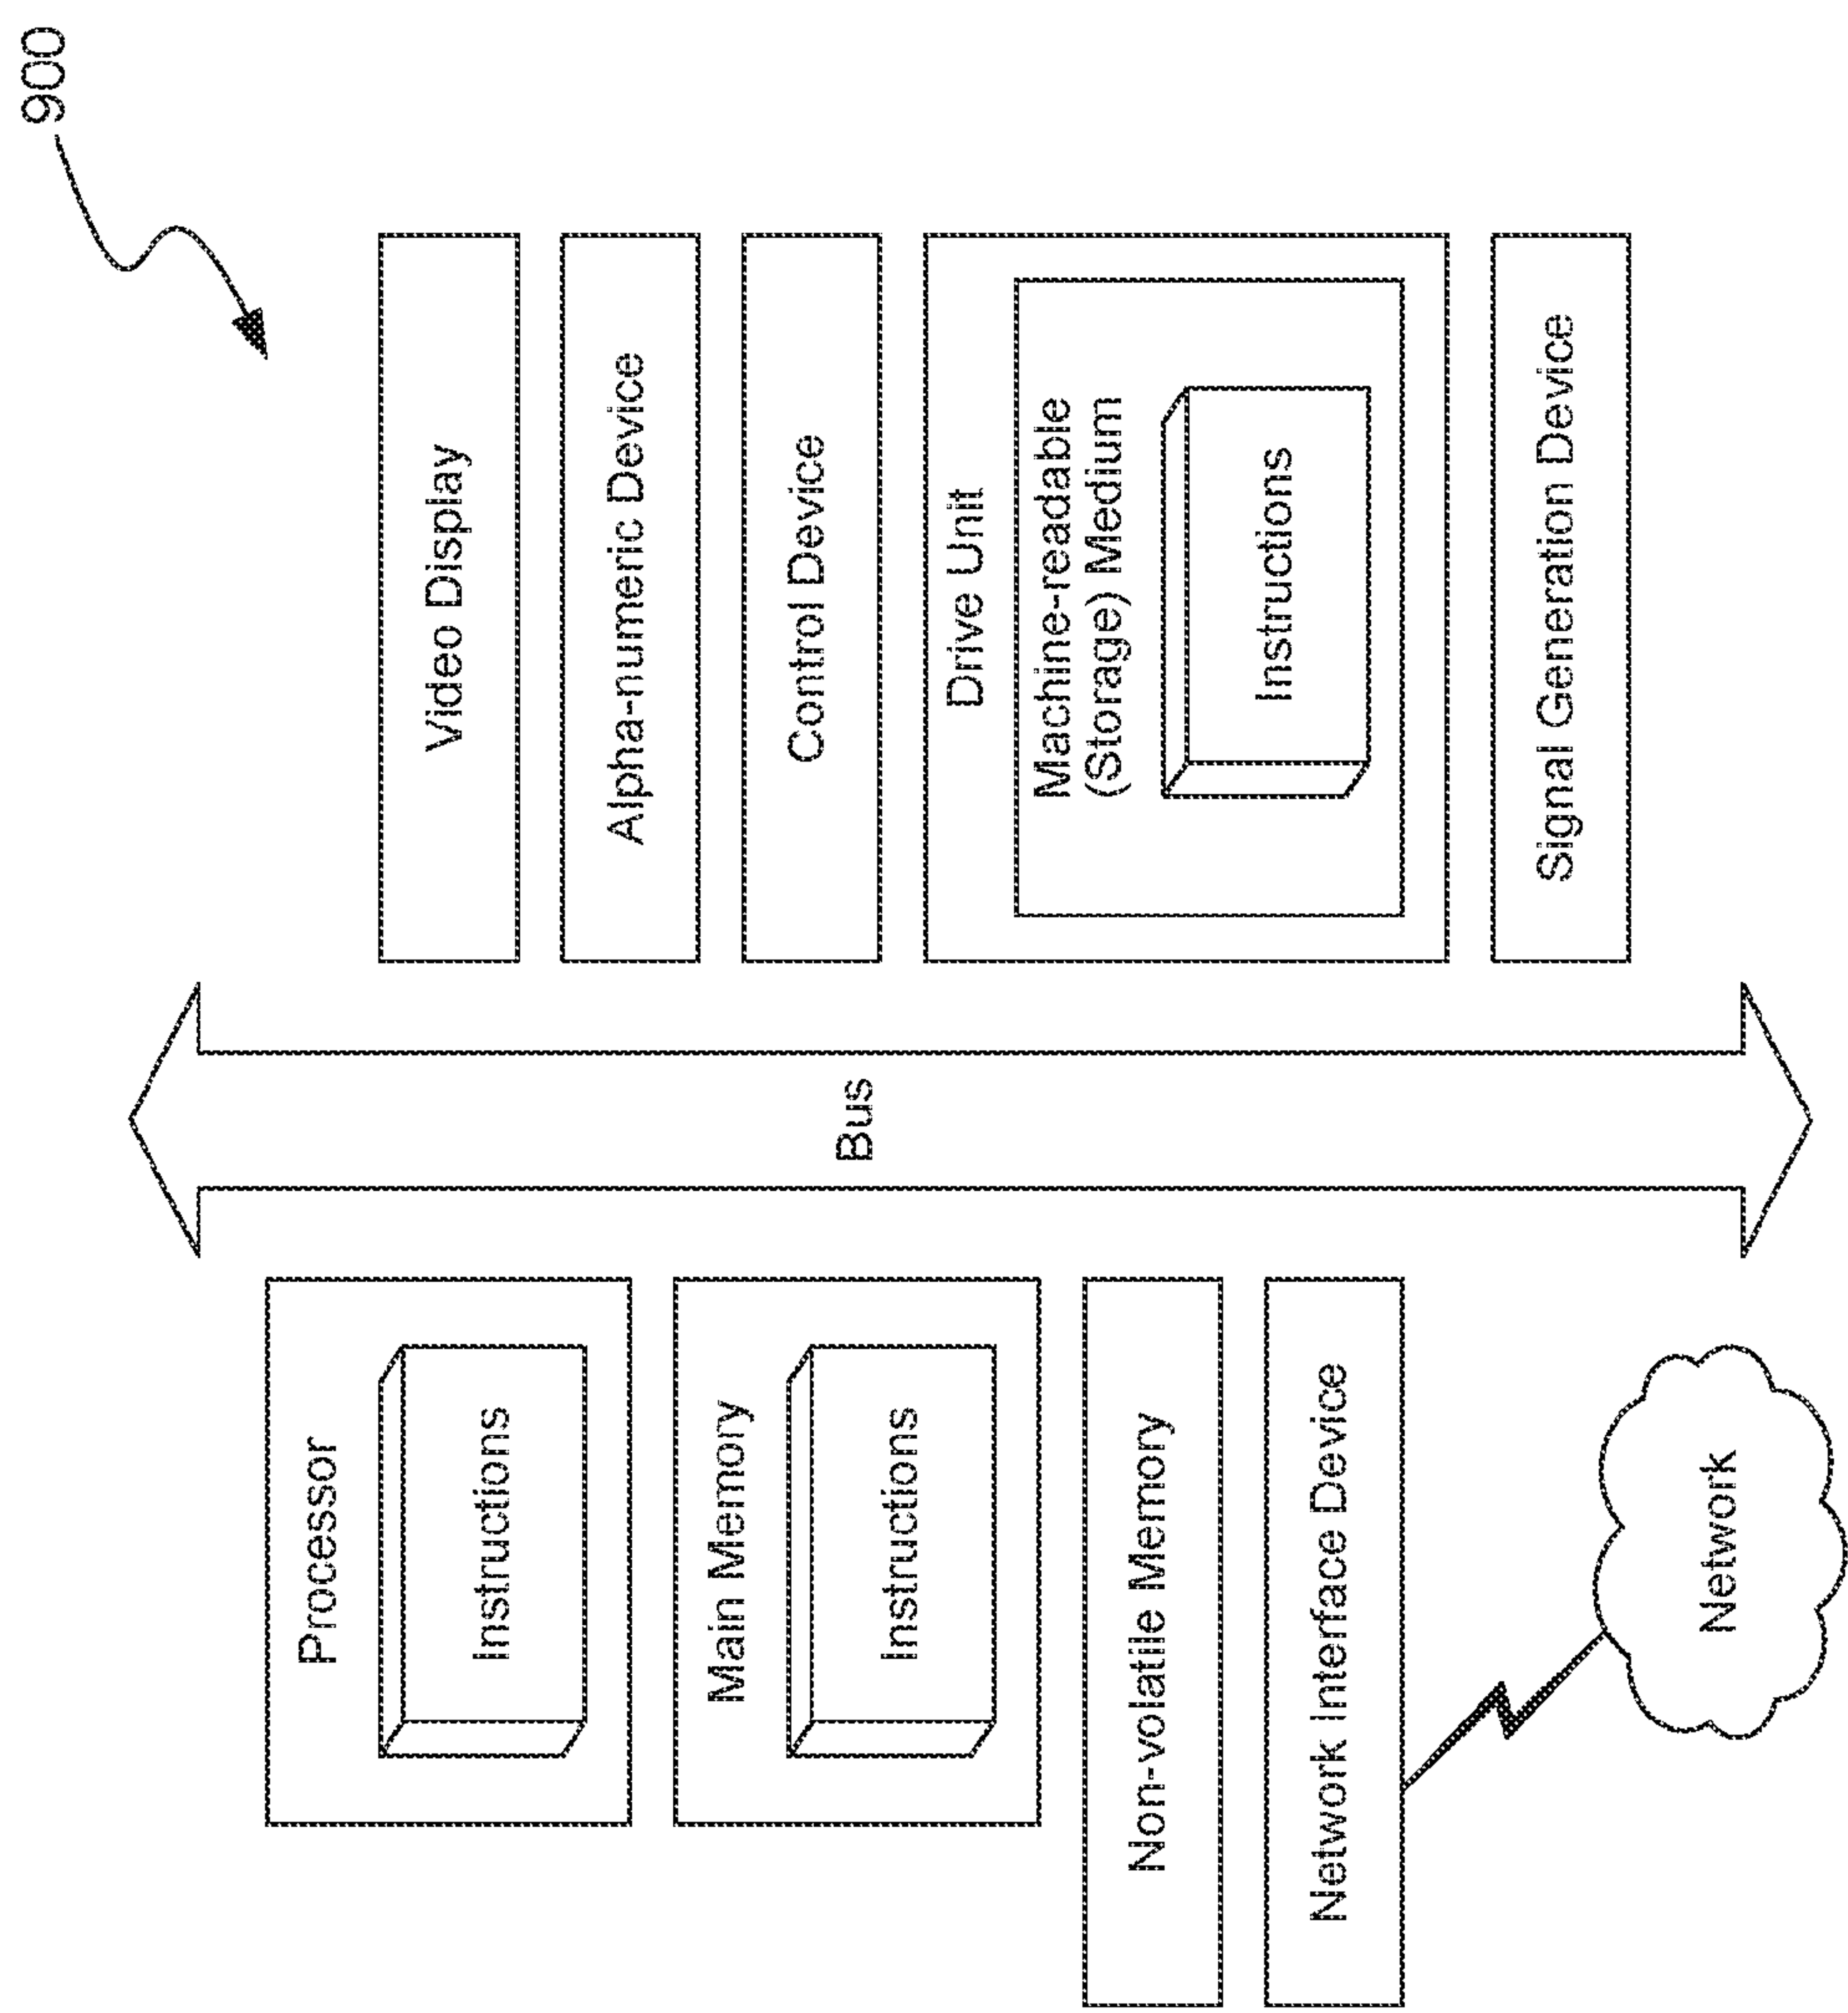 900
Processor
Instructions
Main Memory
Instructions
Non-volatile Memory
Network Interface Device
Network
Bus
Video Display
Alpha-numeric Device
Control Device
Drive Unit
Machine-readable
(Storage) Medium
Instructions
Signal Generation Device